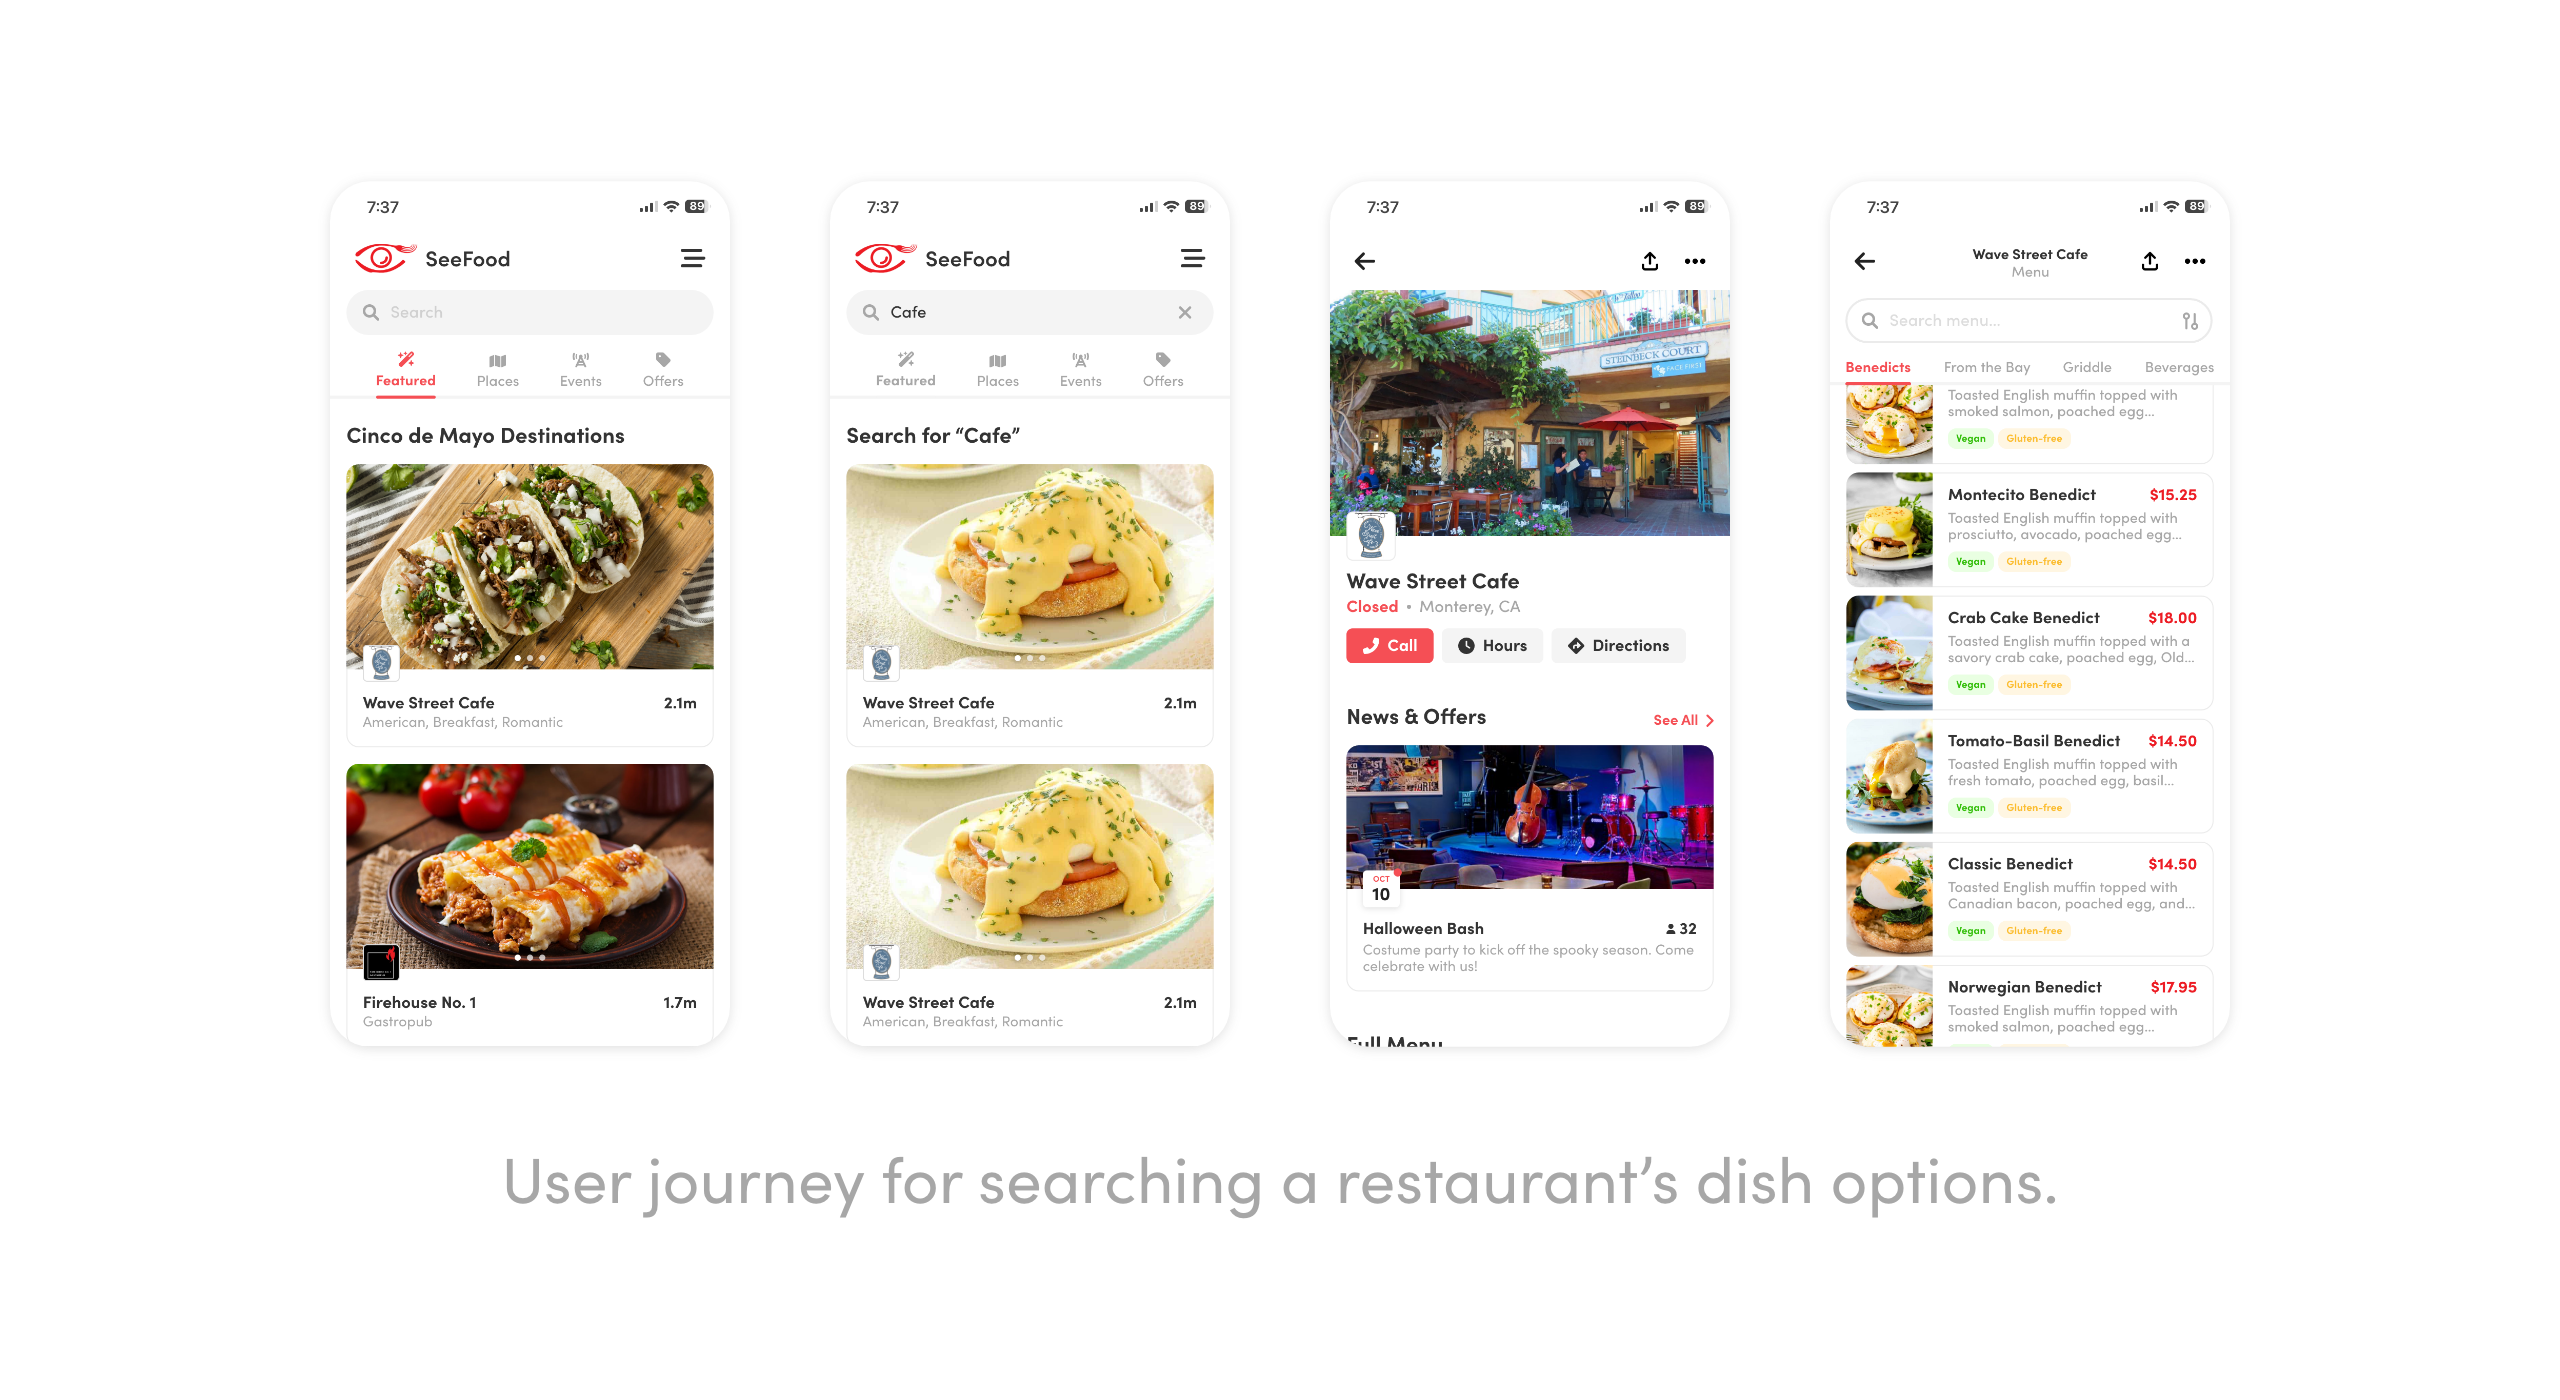 7:37
89
SeeFood
Search
Featured
Places
Events
Offers
Cinco de Mayo Destinations
Wave Street Cafe
2.1m
American, Breakfast, Romantic
Firehouse No. 1
1.7m
Gastropub
7:37
89
SeeFood
Cafe
Featured
Places
Events
Offers
Search for “Cafe”
Wave Street Cafe
2.1m
American, Breakfast, Romantic
Wave Street Cafe
2.1m
American, Breakfast, Romantic
7:37
89
STEINBECK COURT
FACE FIRST
Wave Street Cafe
Closed • Monterey, CA
Call
Hours
Directions
News & Offers
See All
OCT
10
Halloween Bash
32
Costume party to kick off the spooky season. Come
celebrate with us!
Full Menu
7:37
89
Wave Street Cafe
Menu
Search menu...
Benedicts
From the Bay
Griddle
Beverages
Toasted English muffin topped with
smoked salmon, poached egg...
Vegan
Gluten-free
Montecito Benedict
$15.25
Toasted English muffin topped with
prosciutto, avocado, poached egg...
Vegan
Gluten-free
Crab Cake Benedict
$18.00
Toasted English muffin topped with a
savory crab cake, poached egg, Old...
Vegan
Gluten-free
Tomato-Basil Benedict
$14.50
Toasted English muffin topped with
fresh tomato, poached egg, basil...
Vegan
Gluten-free
Classic Benedict
$14.50
Toasted English muffin topped with
Canadian bacon, poached egg, and...
Vegan
Gluten-free
Norwegian Benedict
$17.95
Toasted English muffin topped with
smoked salmon, poached egg...
User journey for searching a restaurant’s dish options.